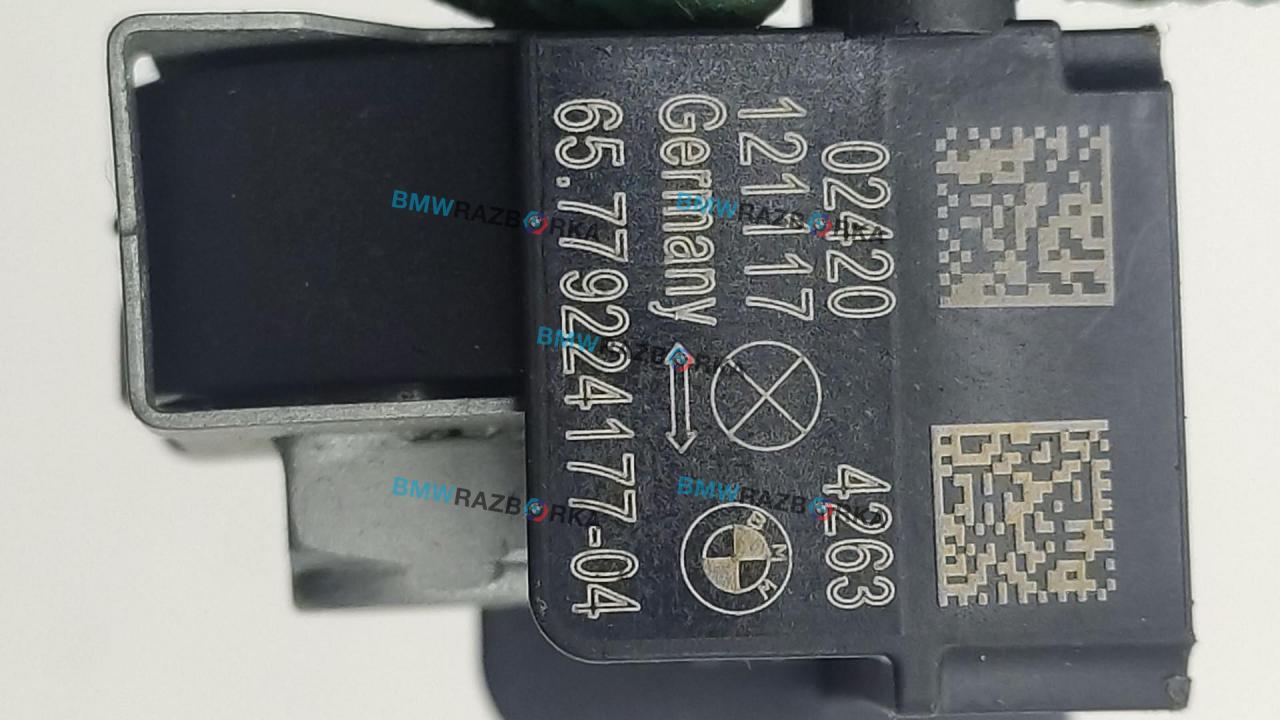 02420 4263
121117
Germany
65.77 9224177-04
BMW
BMWRAZBORKA
BMWRAZBORKA
BMWRAZBORKA
BMWRAZBORKA
BMWRAZBORKA